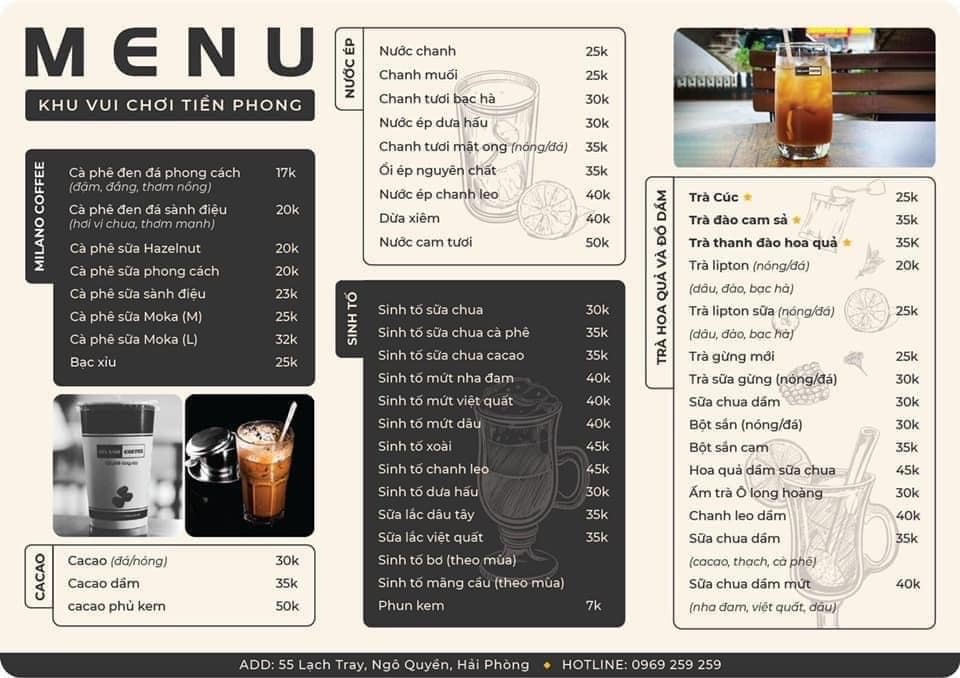 MENU
KHU VUI CHƠI TIỀN PHONG
MILANO COFFEE
Cà phê đen đá phong cách 17k
(đăm, đắng, thơm nồng)
Cà phê đen đá sành điệu 20k
(hơi vị chua, thơm mạnh)
Cà phê sữa Hazelnut 20k
Cà phê sữa phong cách 20k
Cà phê sữa sành điệu 23k
Cà phê sữa Moka (M) 25k
Cà phê sữa Moka (L) 32k
Bạc xỉu 25k
CACAO
Cacao (đá/nóng) 30k
Cacao dầm 35k
cacao phủ kem 50k
NƯỚC ÉP
Nước chanh 25k
Chanh muối 25k
Chanh tươi bạc hà 30k
Nước ép dưa hấu 30k
Chanh tươi mật ong (nóng/đá) 35k
Ổi ép nguyên chất 35k
Nước ép chanh leo 40k
Dừa xiêm 40k
Nước cam tươi 50k
SINH TỐ
Sinh tố sữa chua 30k
Sinh tố sữa chua cà phê 35k
Sinh tố sữa chua cacao 35k
Sinh tố mứt nha đam 40k
Sinh tố mứt việt quất 40k
Sinh tố mứt dâu 40k
Sinh tố xoài 45k
Sinh tố chanh leo 45k
Sinh tố dưa hấu 30k
Sữa lắc dâu tây 35k
Sữa lắc việt quất 35k
Sinh tố bơ (theo mùa)
Sinh tố mãng cầu (theo mùa)
Phun kem 7k
TRÀ HOA QUẢ VÀ ĐỒ DẦM
Trà Cúc 25k
Trà đào cam sả 35k
Trà thanh đào hoa quả 35K
Trà lipton (nóng/đá) 20k
(dâu, đào, bạc hà)
Trà lipton sữa (nóng/đá) 25k
(dâu, đào, bạc hà)
Trà gừng mới 25k
Trà sữa gừng (nóng/đá) 30k
Sữa chua dầm 30k
Bột sắn (nóng/đá) 30k
Bột sắn cam 35k
Hoa quả dầm sữa chua 45k
Ấm trà Ô long hoàng 30k
Chanh leo dầm 40k
Sữa chua dầm 35k
(cacao, thạch, cà phê)
Sữa chua dầm mứt 40k
(nha đam, việt quất, dâu)
ADD: 55 Lạch Tray, Ngô Quyền, Hải Phòng HOTLINE: 0969 259 259